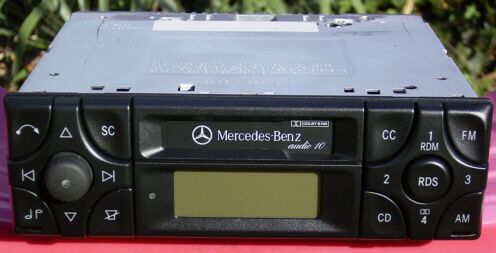 SC
DOLBY B NR
Mercedes-Benz
audio 10
CC
1
RDM
FM
2
RDS
3
CD
4
AM